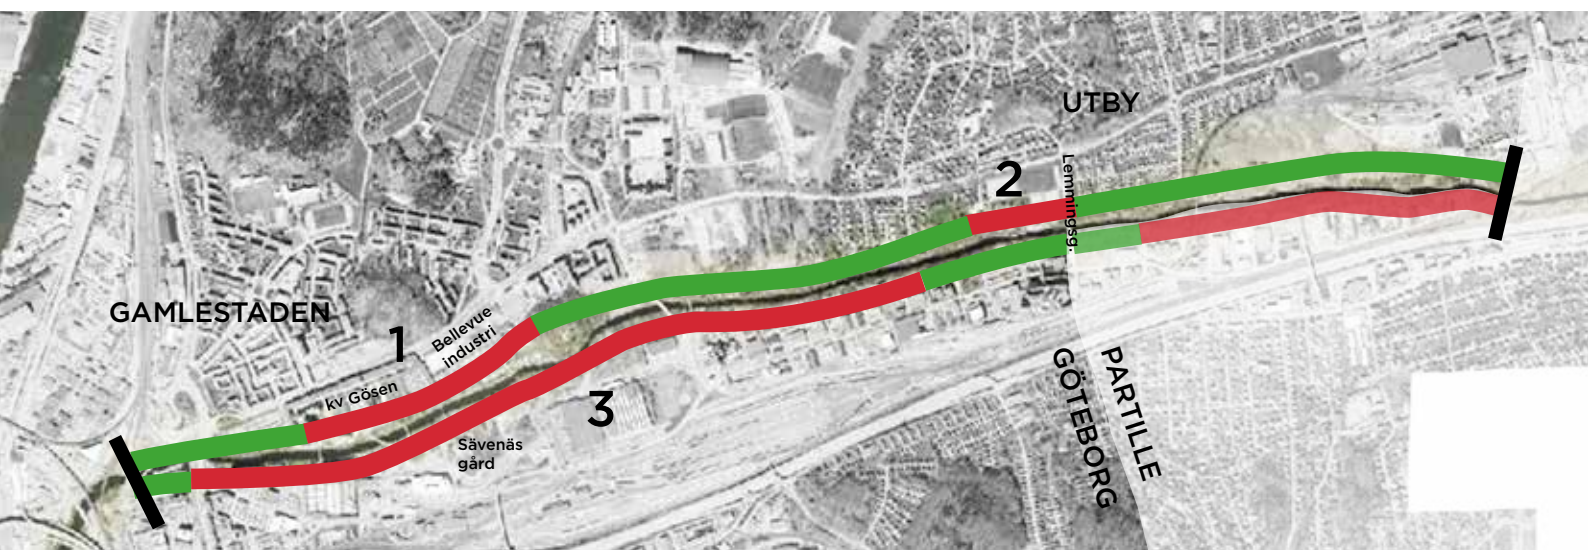 UTBY
2
Lemmingsg.
GAMLESTADEN
1
Bellevue
industri
kv Gösen
3
Sävenäs
gård
GÖTEBORG
PARTILLE